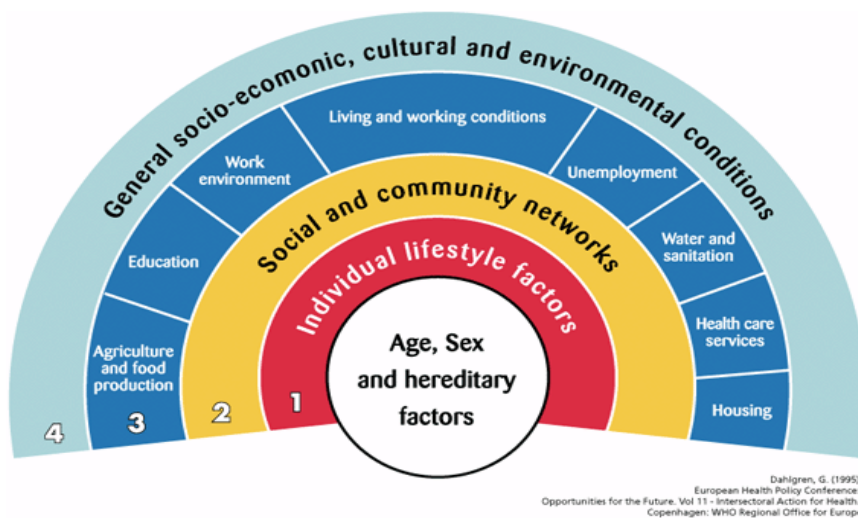 General socio-ecomonic, cultural and environmental conditions
Living and working conditions
Work
environment
Unemployment
Education
Water and
sanitation
Agriculture
and food
production
Health care
services
Housing
Social and community networks
Individual lifestyle factors
Age, Sex
and hereditary
factors
4
3
2
1
Dahlgren, G. (1995)
European Health Policy Conference:
Opportunities for the Future. Vol 11 - Intersectoral Action for Health.
Copenhagen: WHO Regional Office for Europ